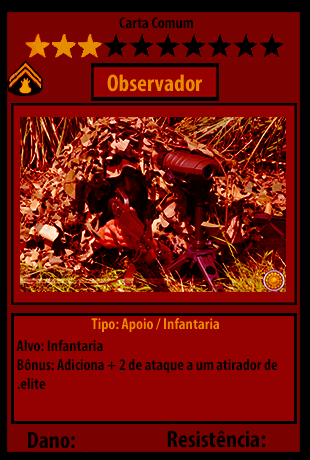 Carta Comum
Observador
Tipo: Apoio / Infantaria
Alvo: Infantaria
Bônus: Adiciona + 2 de ataque a um atirador de
.elite
Dano:
Resistência: